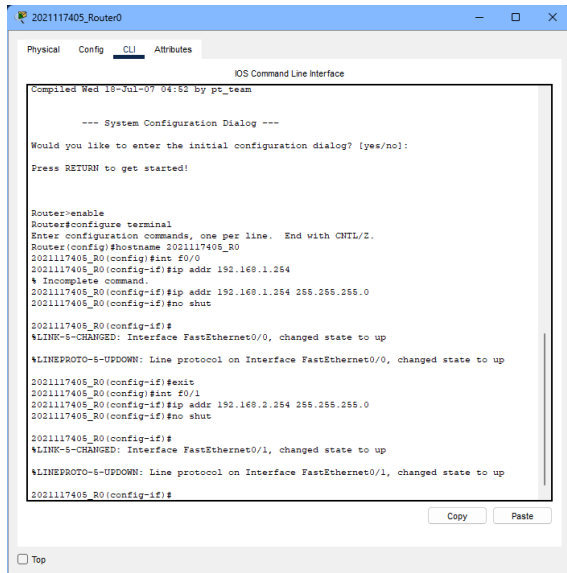 2021117405_Router0
Physical Config CLI Attributes
IOS Command Line Interface
Compiled Wed 18-Jul-07 04:52 by pt_team
--- System Configuration Dialog ---
Would you like to enter the initial configuration dialog? [yes/no]:
Press RETURN to get started!
Router>enable
Router#configure terminal
Enter configuration commands, one per line.  End with CNTL/Z.
Router(config)#hostname 2021117405_R0
2021117405_R0(config)#int f0/0
2021117405_R0(config-if)#ip addr 192.168.1.254
% Incomplete command.
2021117405_R0(config-if)#ip addr 192.168.1.254 255.255.255.0
2021117405_R0(config-if)#no shut
2021117405_R0(config-if)#
%LINK-5-CHANGED: Interface FastEthernet0/0, changed state to up
%LINEPROTO-5-UPDOWN: Line protocol on Interface FastEthernet0/0, changed state to up
2021117405_R0(config-if)#exit
2021117405_R0(config)#int f0/1
2021117405_R0(config-if)#ip addr 192.168.2.254 255.255.255.0
2021117405_R0(config-if)#no shut
2021117405_R0(config-if)#
%LINK-5-CHANGED: Interface FastEthernet0/1, changed state to up
%LINEPROTO-5-UPDOWN: Line protocol on Interface FastEthernet0/1, changed state to up
2021117405_R0(config-if)#
Copy Paste
Top